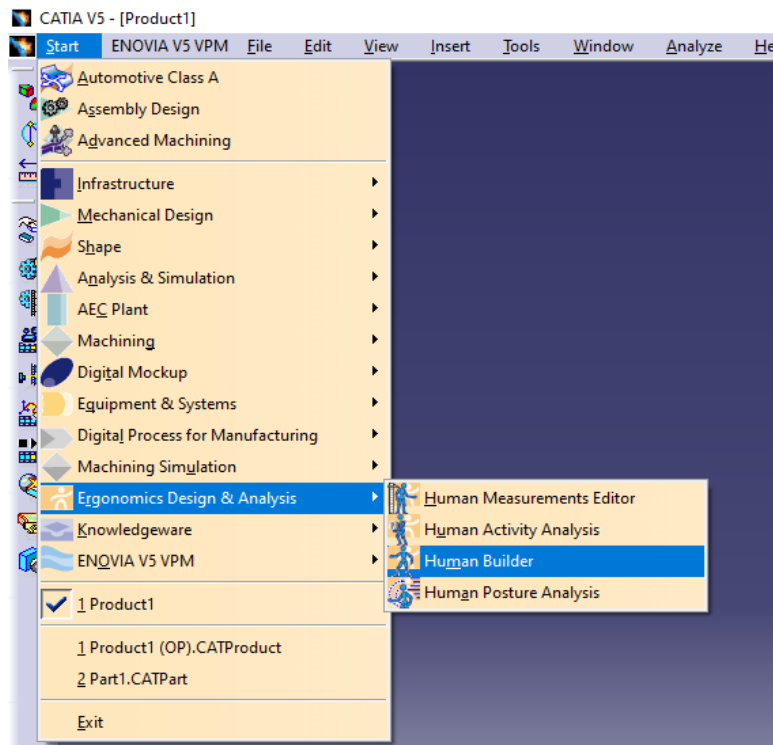 CATIA V5 - [Product1]
Start ENOVIA V5 VPM File Edit View Insert Tools Window Analyze He
Automotive Class A
Assembly Design
Advanced Machining
Infrastructure
Mechanical Design
Shape
Analysis & Simulation
AEC Plant
Machining
Digital Mockup
Equipment & Systems
Digital Process for Manufacturing
Machining Simulation
Ergonomics Design & Analysis
Human Measurements Editor
Human Activity Analysis
Human Builder
Human Posture Analysis
Knowledgeware
ENOVIA V5 VPM
1 Product1
1 Product1 (OP).CATProduct
2 Part1.CATPart
Exit